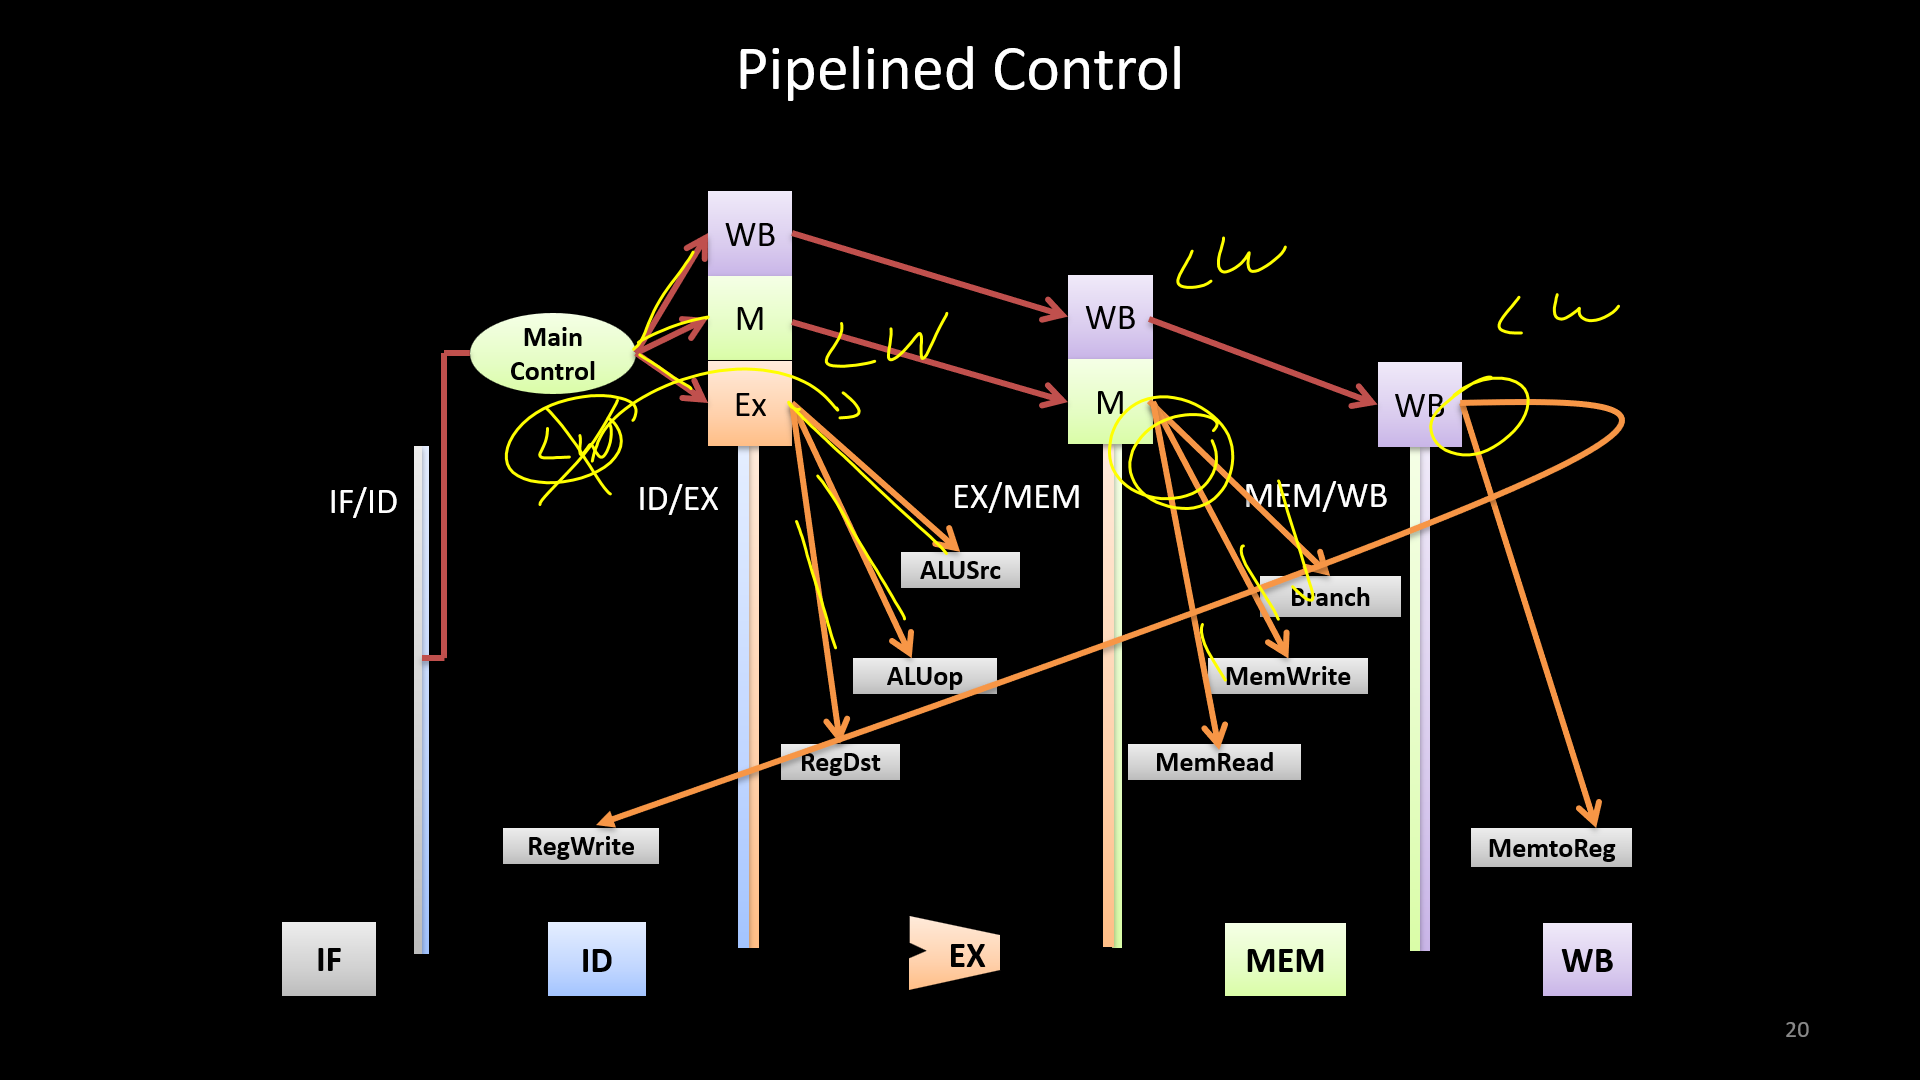 Pipelined Control
WB
M
Ex
Main
Control
WB
M
WB
LW
LW
LW
LW
IF/ID
ID/EX
EX/MEM
MEM/WB
ALUSrc
Branch
ALUop
MemWrite
RegDst
MemRead
RegWrite
MemtoReg
IF
ID
EX
MEM
WB
20